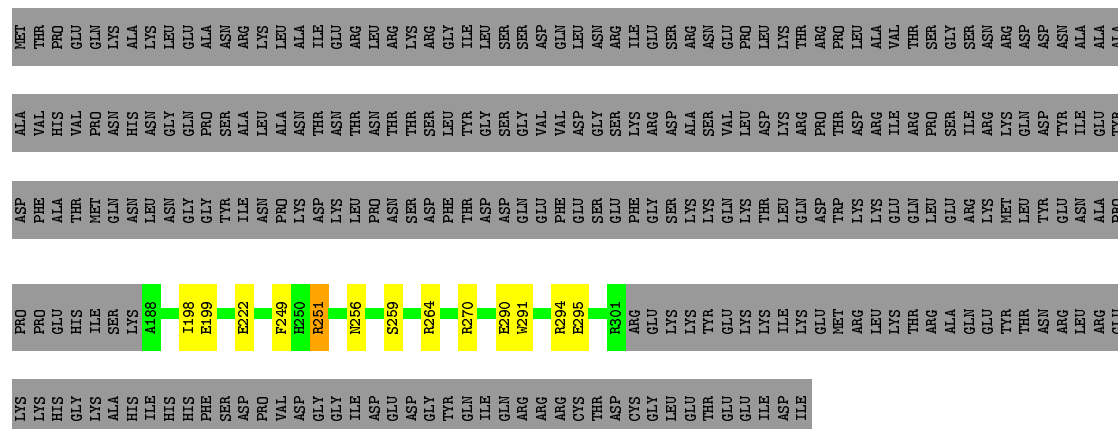 MET THR PRO GLU GLN LYS ALA LYS LEU GLU ALA ASN ARG LYS LEU ALA ILE GLU ARG LEU ARG LYS ARG GLY ILE LEU SER SER ASP GLN LEU ASN ARG ILE GLU SER ARG ASN GLU PRO LEU LYS THR ARG PRO LEU ALA VAL THR SER GLY SER ASN ARG ASP ASP ASN ALA ALA ALA
ALA VAL HIS VAL PRO ASN HIS ASN GLY GLN PRO SER ALA LEU ALA ASN THR ASN THR ASN THR THR SER LEU TYR GLY SER GLY VAL VAL ASP GLY SER LYS ARG ASP ALA SER VAL LEU ASP LYS ARG PRO THR ASP ARG ILE ARG PRO SER ILE ARG LYS GLN ASP TYR ILE GLU TYR
ASP PHE ALA THR MET GLN ASN LEU ASN GLY GLY TYR ILE ASN PRO LYS ASP LYS LEU PRO ASN SER ASP PHE THR ASP ASP GLN GLU PHE GLU SER GLU PHE GLY SER LYS LYS GLN LYS THR LEU GLN ASP TRP LYS LYS GLU GLN LEU GLU ARG LYS MET LEU TYR GLU ASN ALA PRO
PRO PRO GLU HIS ILE SER LYS A188 I198 E199 E222 F249 H250 R251 N256 S259 R264 R270 E290 W291 R294 E295 R301 ARG GLU LYS LYS TYR GLU LYS LYS ILE LYS GLU MET ARG LEU LYS THR ARG ALA GLN GLU TYR THR ASN ARG LEU ARG GLU
LYS LYS HIS GLY LYS ALA HIS ILE HIS HIS PHE SER ASP PRO VAL ASP GLY GLY ILE ASP GLU ASP GLY TYR GLN ILE GLN ARG ARG ARG CYS THR ASP CYS GLY LEU GLU THR GLU GLU ILE ASP ILE